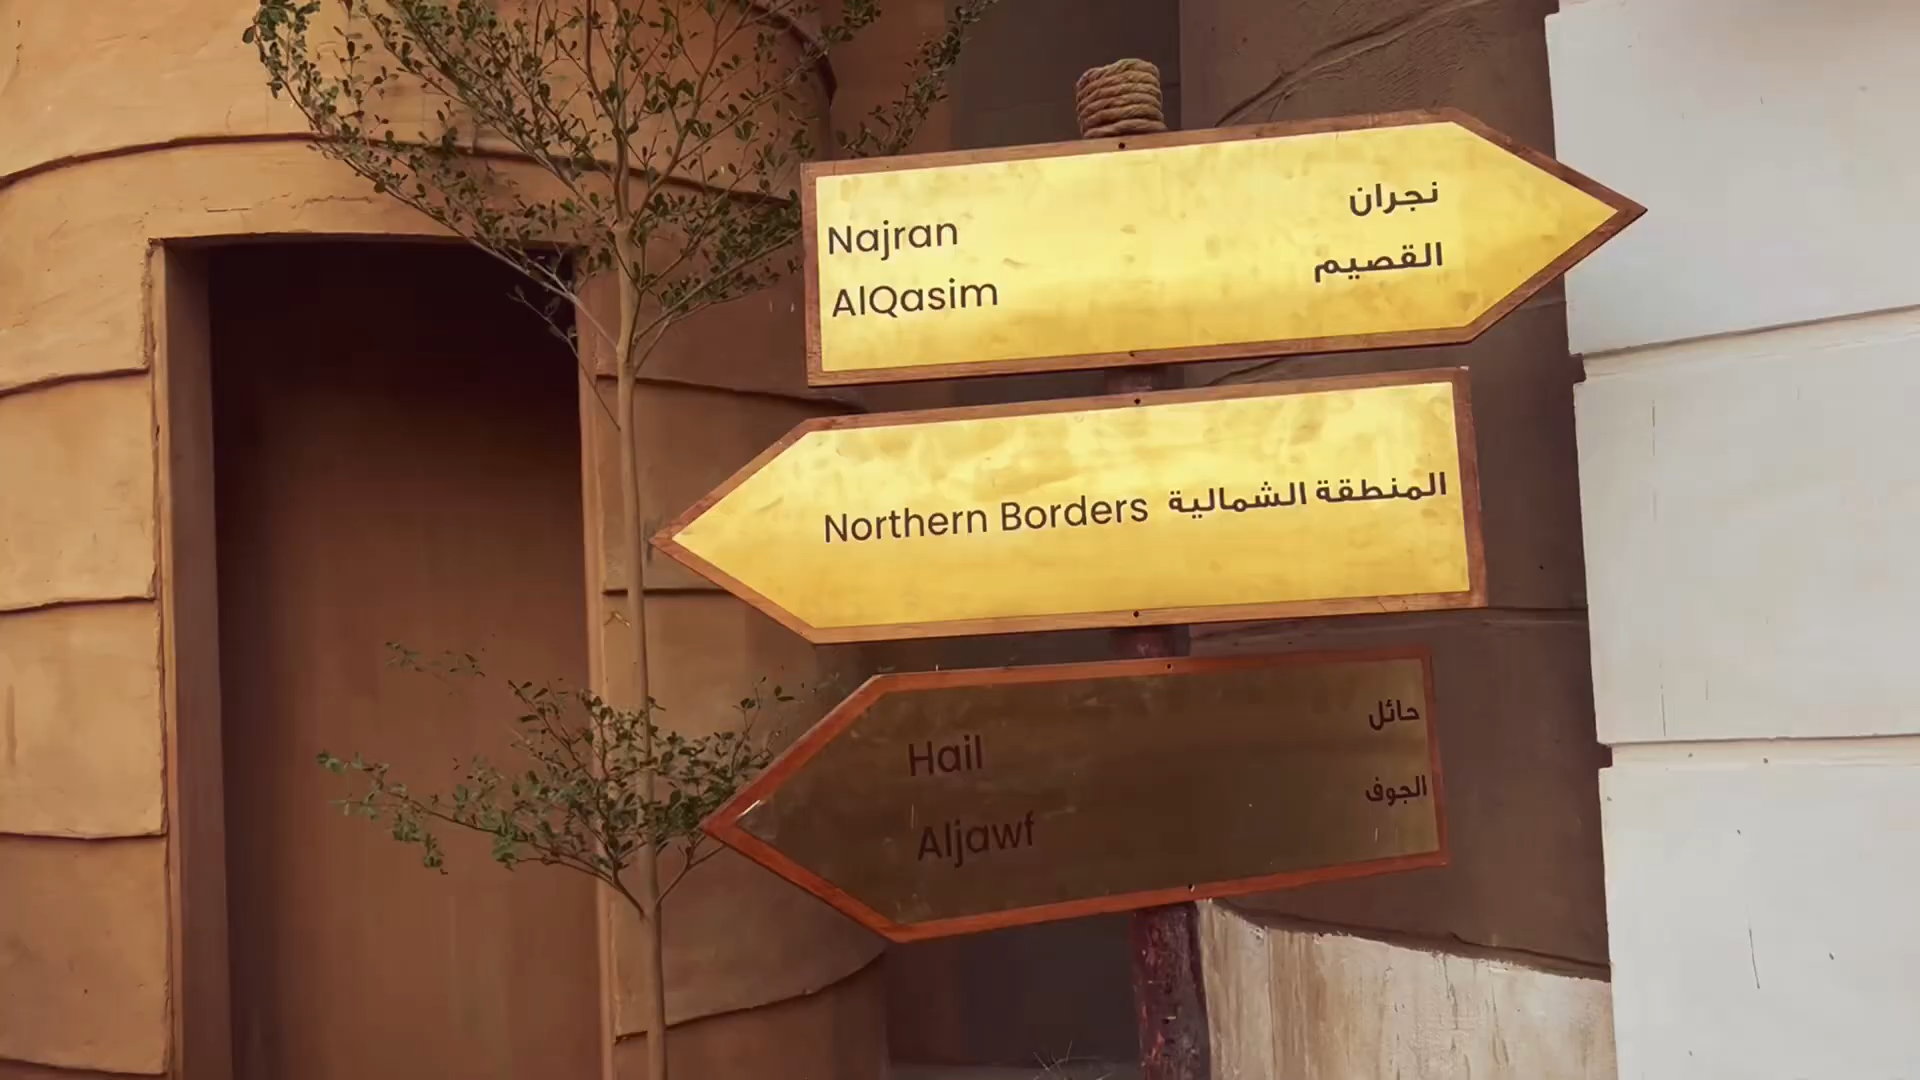 Najran نجران
AlQasim القصيم
Northern Borders المنطقة الشمالية
Hail حائل
Aljawf الجوف